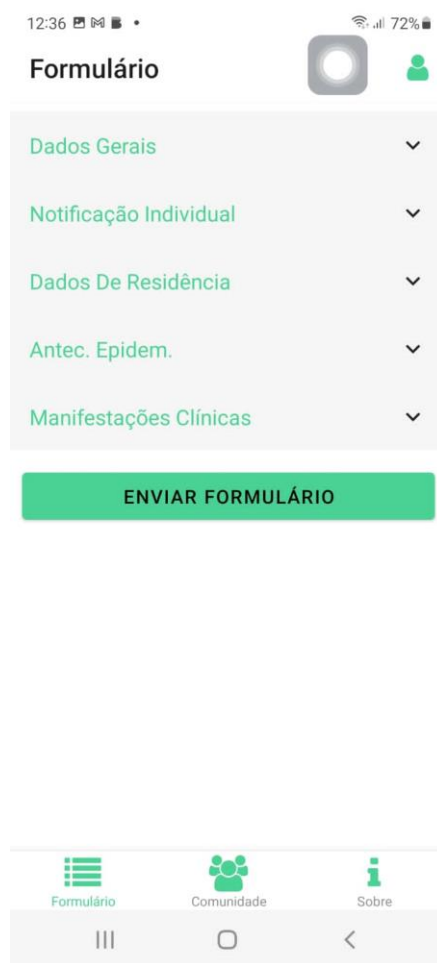 12:36
72%
Formulário
Dados Gerais
Notificação Individual
Dados De Residência
Antec. Epidem.
Manifestações Clínicas
ENVIAR FORMULÁRIO
Formulário Comunidade Sobre